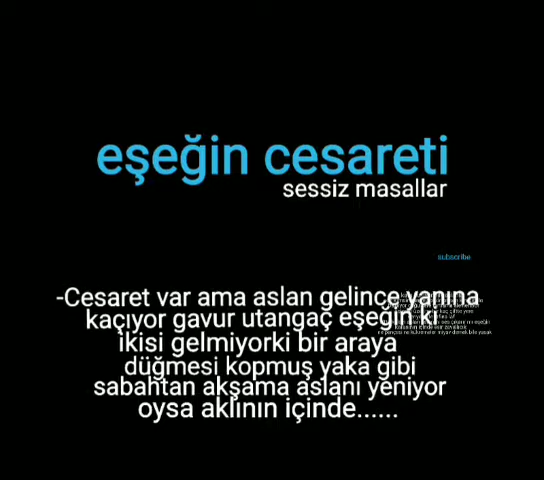 eşeğin cesareti
sessiz masallar
subscribe
-Cesaret var ama aslan gelince yanına
kaçıyor gavur utangaç eşeğin ki
ikisi gelmiyorki bir araya
düğmesi kopmuş yaka gibi
sabahtan akşama aslanı yeniyor
oysa aklının içinde......